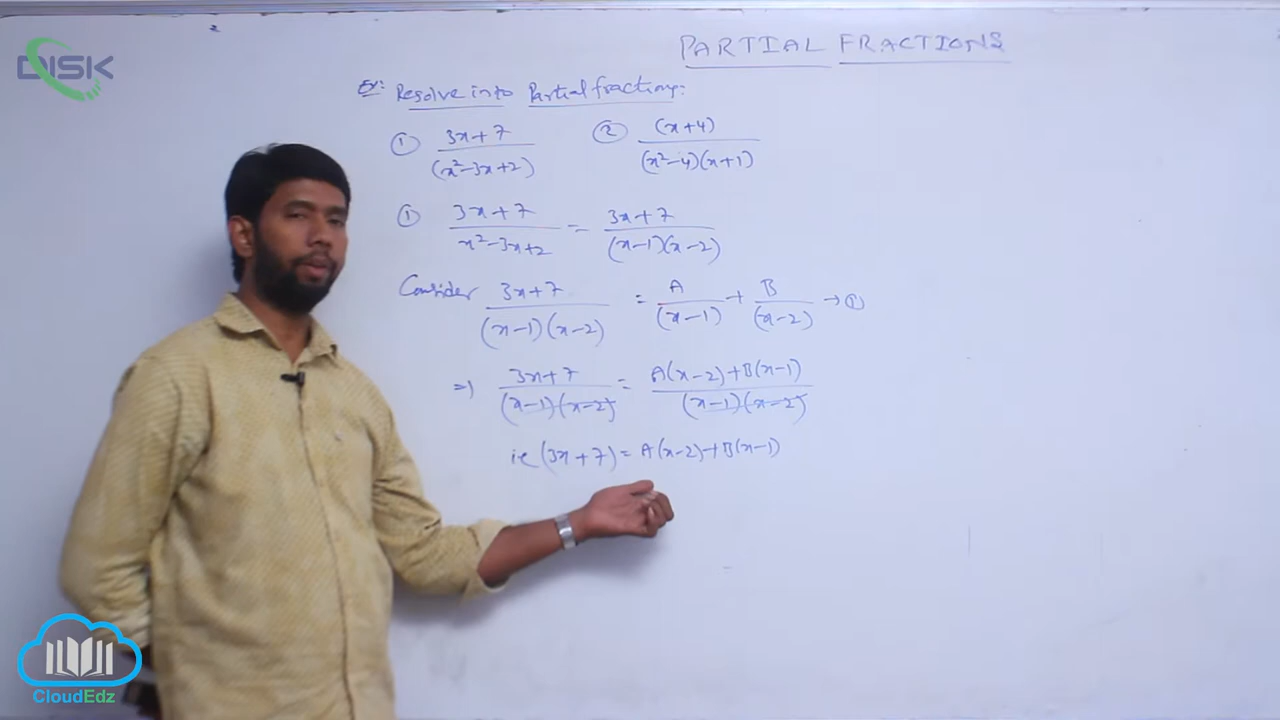 DISK
PARTIAL FRACTIONS
Ex: Resolve into Partial fractions:
① 3x+7 / (x²-3x+2) ② (x+4) / (x²-4)(x+1)
① 3x+7 / x²-3x+2 = 3x+7 / (x-1)(x-2)
Consider 3x+7 / (x-1)(x-2) = A / (x-1) + B / (x-2) → ①
⇒ 3x+7 / (x-1)(x-2) = A(x-2)+B(x-1) / (x-1)(x-2)
ie (3x+7) = A(x-2)+B(x-1)
CloudEdz